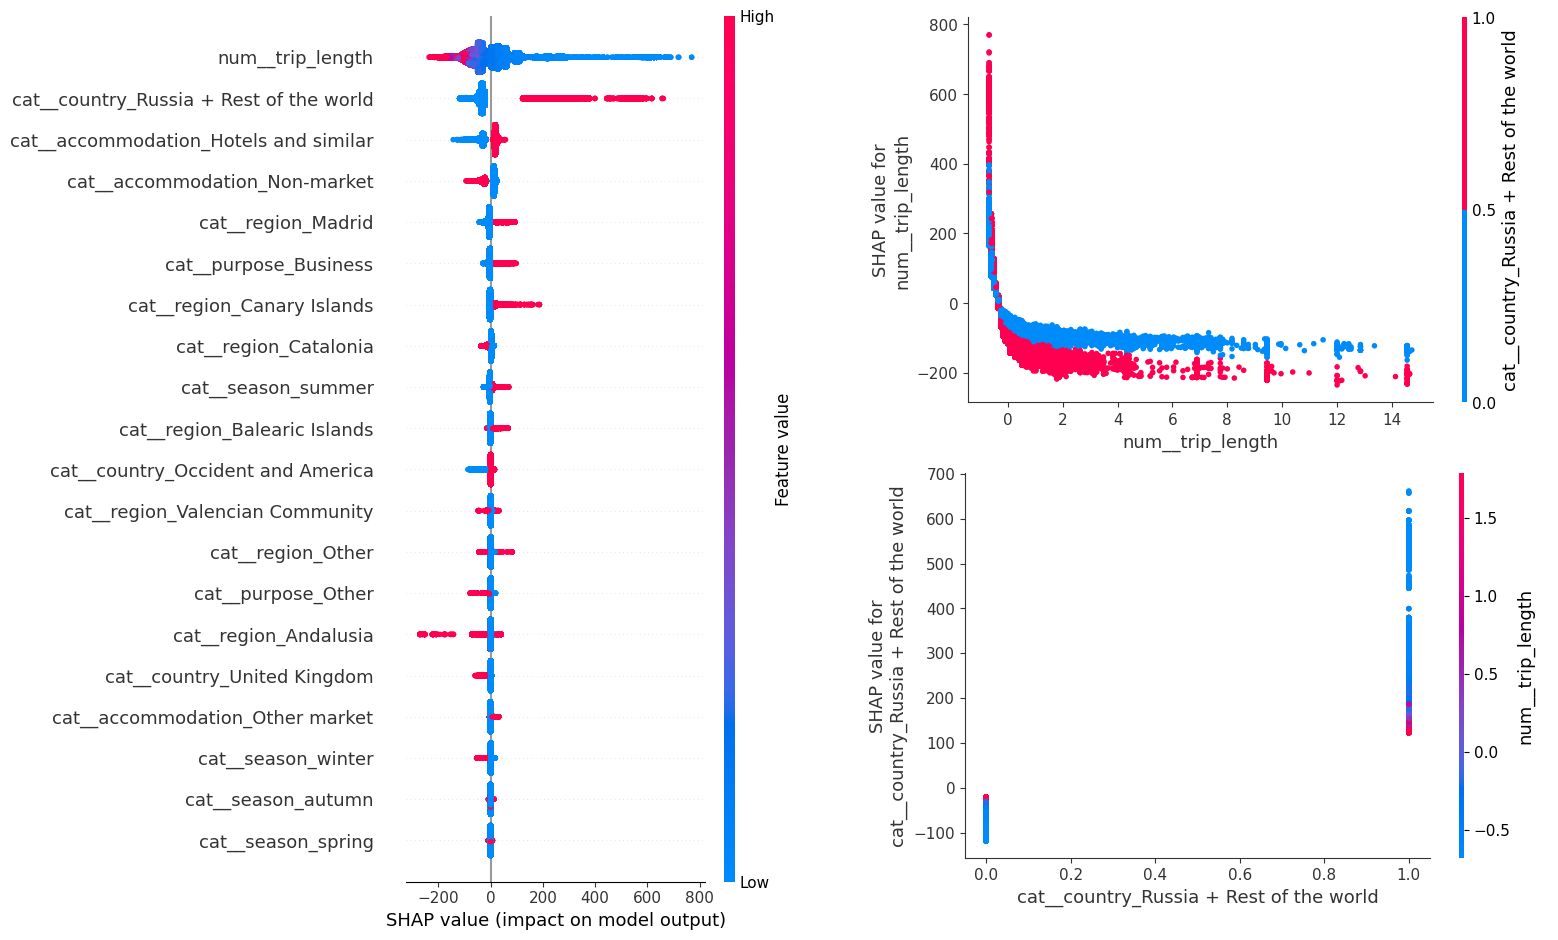 num__trip_length
cat__country_Russia + Rest of the world
cat__accommodation_Hotels and similar
cat__accommodation_Non-market
cat__region_Madrid
cat__purpose_Business
cat__region_Canary Islands
cat__region_Catalonia
cat__season_summer
cat__region_Balearic Islands
cat__country_Occident and America
cat__region_Valencian Community
cat__region_Other
cat__purpose_Other
cat__region_Andalusia
cat__country_United Kingdom
cat__accommodation_Other market
cat__season_winter
cat__season_autumn
cat__season_spring
−200 0 200 400 600 800
SHAP value (impact on model output)
High
Low
Feature value
800
600
400
200
0
−200
SHAP value for
num__trip_length
0 2 4 6 8 10 12 14
num__trip_length
1.0
0.5
0.0
cat__country_Russia + Rest of the world
700
600
500
400
300
200
100
0
−100
SHAP value for
cat__country_Russia + Rest of the world
0.0 0.2 0.4 0.6 0.8 1.0
cat__country_Russia + Rest of the world
1.5
1.0
0.5
0.0
−0.5
num__trip_length